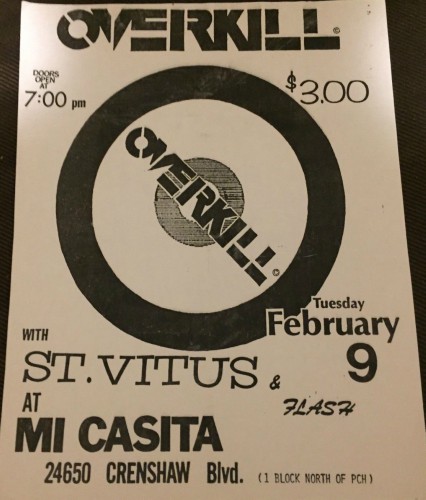 OVERKILL©
DOORS
OPEN
AT
7:00 pm
$3.00
OVERKILL©
Tuesday
February
9
WITH
ST. VITUS &
FLASH
AT
MI CASITA
24650 CRENSHAW Blvd. (1 BLOCK NORTH OF PCH)